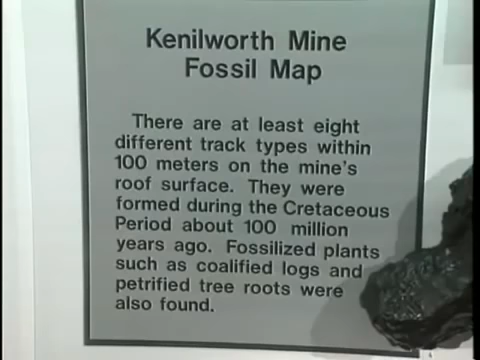 Kenilworth Mine
Fossil Map
There are at least eight
different track types within
100 meters on the mine's
roof surface. They were
formed during the Cretaceous
Period about 100 million
years ago. Fossilized plants
such as coalified logs and
petrified tree roots were
also found.